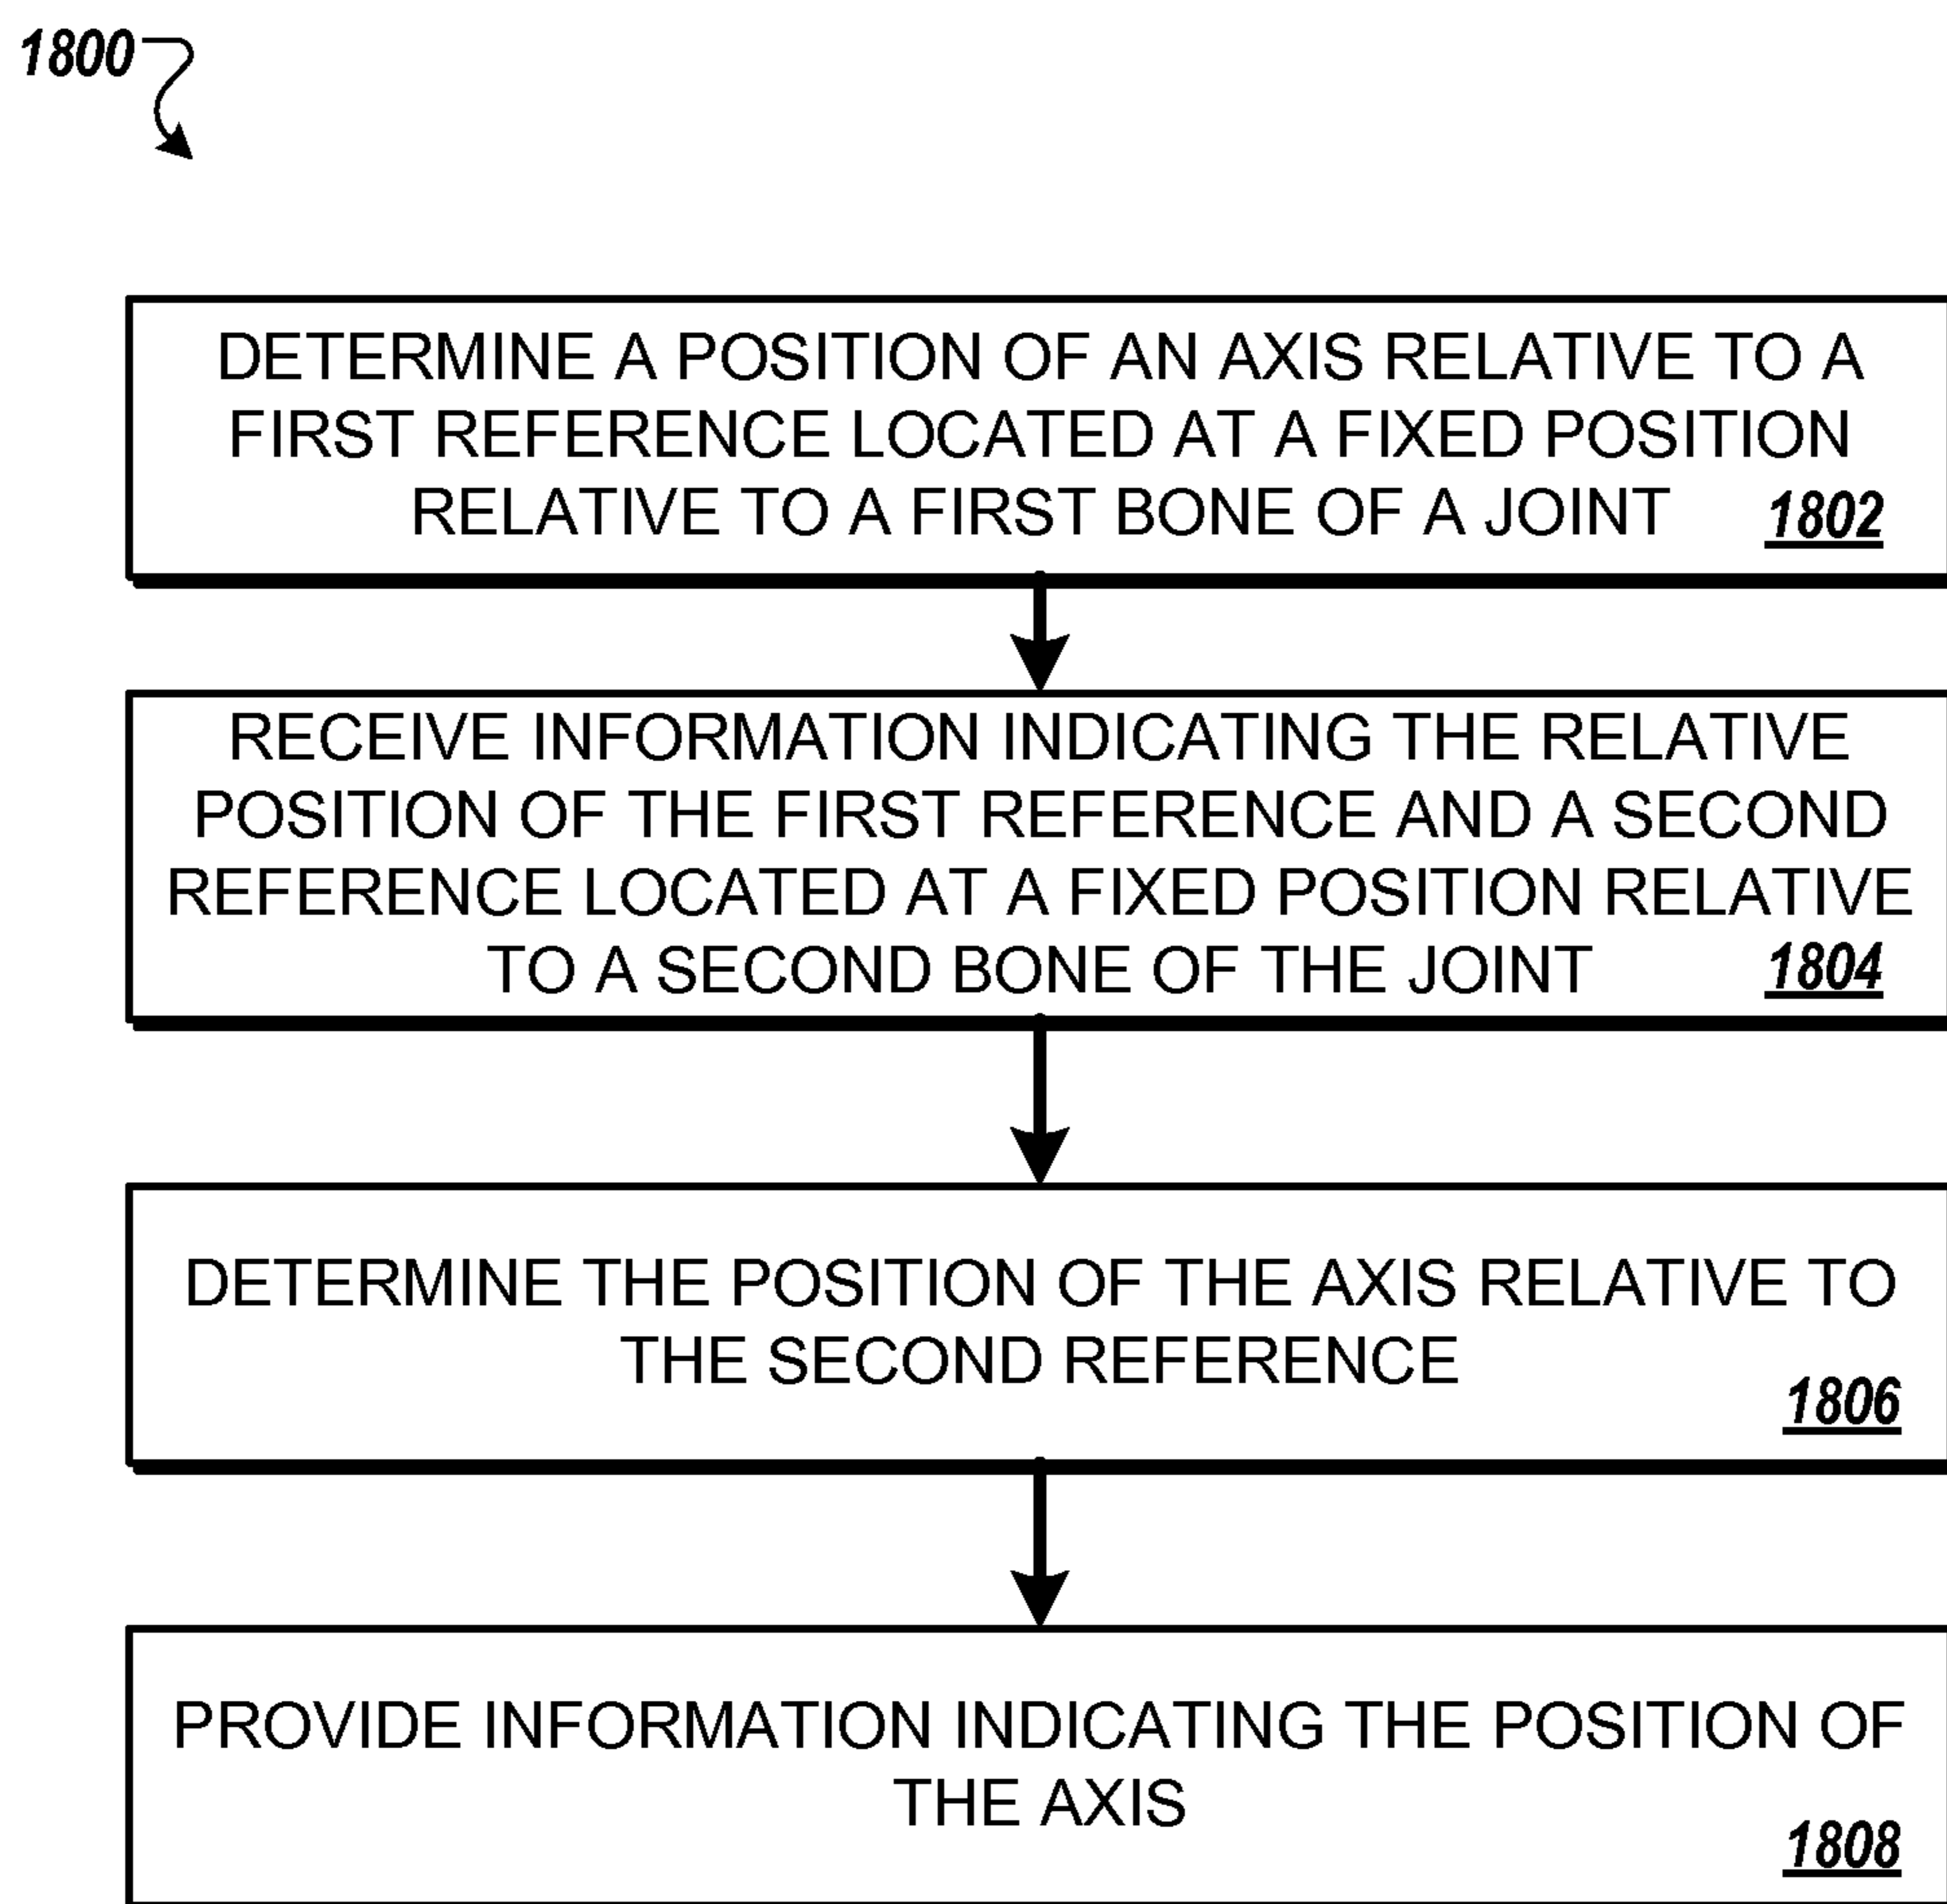 1800
DETERMINE A POSITION OF AN AXIS RELATIVE TO A
FIRST REFERENCE LOCATED AT A FIXED POSITION
RELATIVE TO A FIRST BONE OF A JOINT 1802
RECEIVE INFORMATION INDICATING THE RELATIVE
POSITION OF THE FIRST REFERENCE AND A SECOND
REFERENCE LOCATED AT A FIXED POSITION RELATIVE
TO A SECOND BONE OF THE JOINT 1804
DETERMINE THE POSITION OF THE AXIS RELATIVE TO
THE SECOND REFERENCE
1806
PROVIDE INFORMATION INDICATING THE POSITION OF
THE AXIS
1808